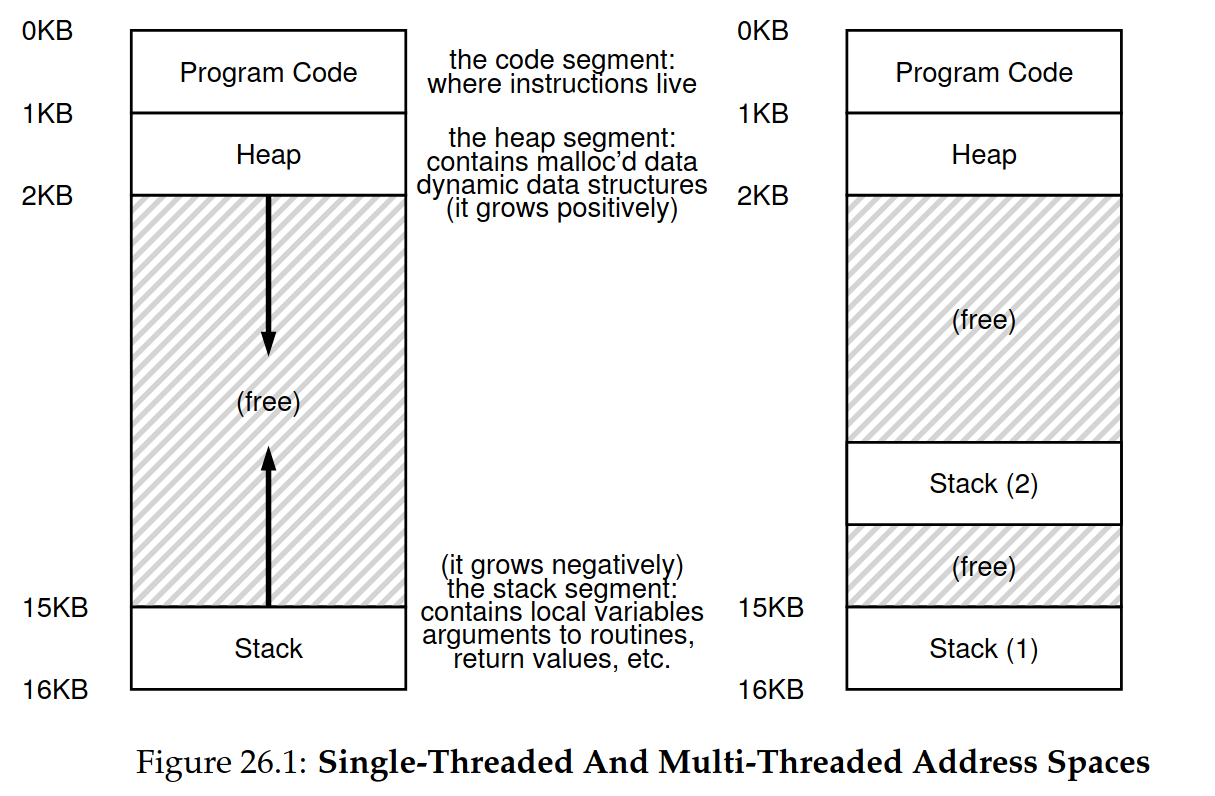 0KB
Program Code
the code segment:
where instructions live
1KB
Heap
the heap segment:
contains malloc’d data
dynamic data structures
(it grows positively)
2KB
(free)
(it grows negatively)
the stack segment:
contains local variables
arguments to routines,
return values, etc.
15KB
Stack
16KB
0KB
Program Code
1KB
Heap
2KB
(free)
Stack (2)
(free)
15KB
Stack (1)
16KB
Figure 26.1: Single-Threaded And Multi-Threaded Address Spaces